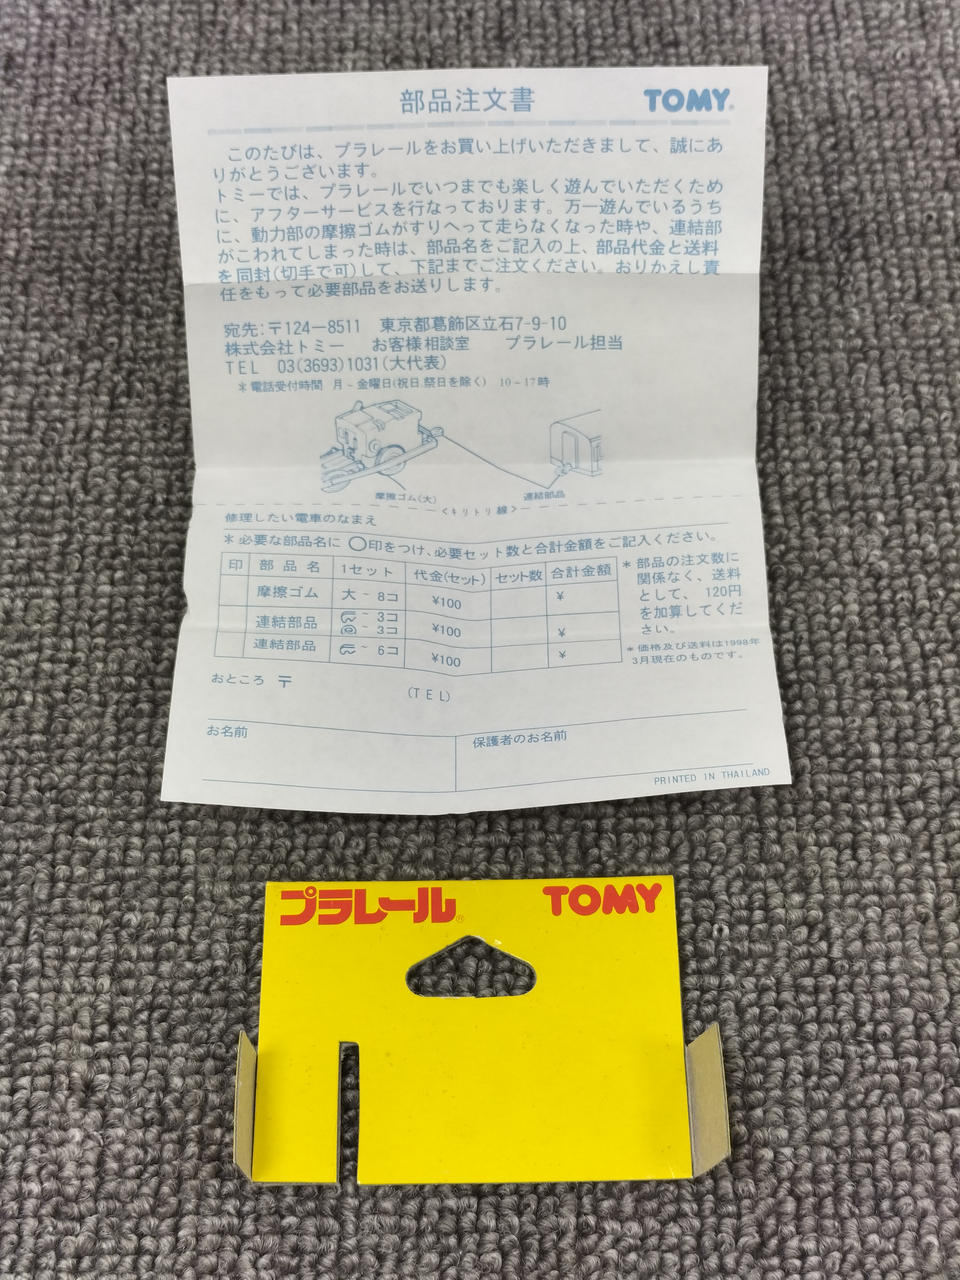 部品注文書 TOMY®
このたびは、プラレールをお買い上げいただきまして、誠にあ
りがとうございます。
トミーでは、プラレールでいつまでも楽しく遊んでいただくため
に、アフターサービスを行なっております。万一遊んでいるうち
に、動力部の摩擦ゴムがすりへって走らなくなった時や、連結部
がこわれてしまった時は、部品名をご記入の上、部品代金と送料
を同封(切手で可)して、下記までご注文ください。おりかえし責
任をもって必要部品をお送りします。
宛先:〒124-8511 東京都葛飾区立石7-9-10
株式会社トミー お客様相談室 プラレール担当
TEL 03(3693)1031(大代表)
*電話受付時間 月~金曜日(祝日.祭日を除く) 10-17時
摩擦ゴム(大) 連結部品
<キリトリ線>
修理したい電車のなまえ
*必要な部品名に○印をつけ、必要セット数と合計金額をご記入ください。
印 部品名 1セット 代金(セット) セット数 合計金額
摩擦ゴム 大~8コ ¥100 ¥
連結部品 ~3コ ~3コ ¥100 ¥
連結部品 ~6コ ¥100 ¥
*部品の注文数に
関係なく、送料
として、120円
を加算してくだ
さい。
*価格及び送料は1998年
3月現在のものです。
おところ 〒 (TEL)
お名前 保護者のお名前
PRINTED IN THAILAND
プラレール® TOMY